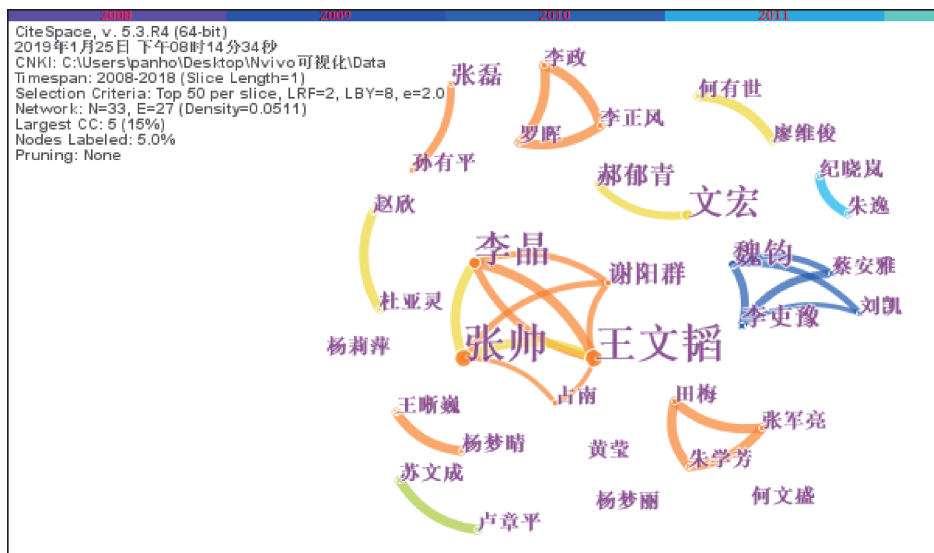 2008 2009 2010 2011
CiteSpace, v. 5.3.R4 (64-bit)
2019年1月25日 下午08时14分34秒
CNKI: C:\Users\panho\Desktop\Nvivo可视化\Data
Timespan: 2008-2018 (Slice Length=1)
Selection Criteria: Top 50 per slice, LRF=2, LBY=8, e=2.0
Network: N=33, E=27 (Density=0.0511)
Largest CC: 5 (15%)
Nodes Labeled: 5.0%
Pruning: None
张磊
孙有平
李政
罗晖
李正风
何有世
廖维俊
郝郁青
文宏
纪晓岚
朱逸
赵欣
杜亚灵
杨莉萍
李晶
谢阳群
张帅
王文韬
占南
魏钧
蔡安雅
李吏豫
刘凯
王晰巍
杨梦晴
苏文成
卢章平
田梅
张军亮
朱学芳
黄莹
杨梦丽
何文盛